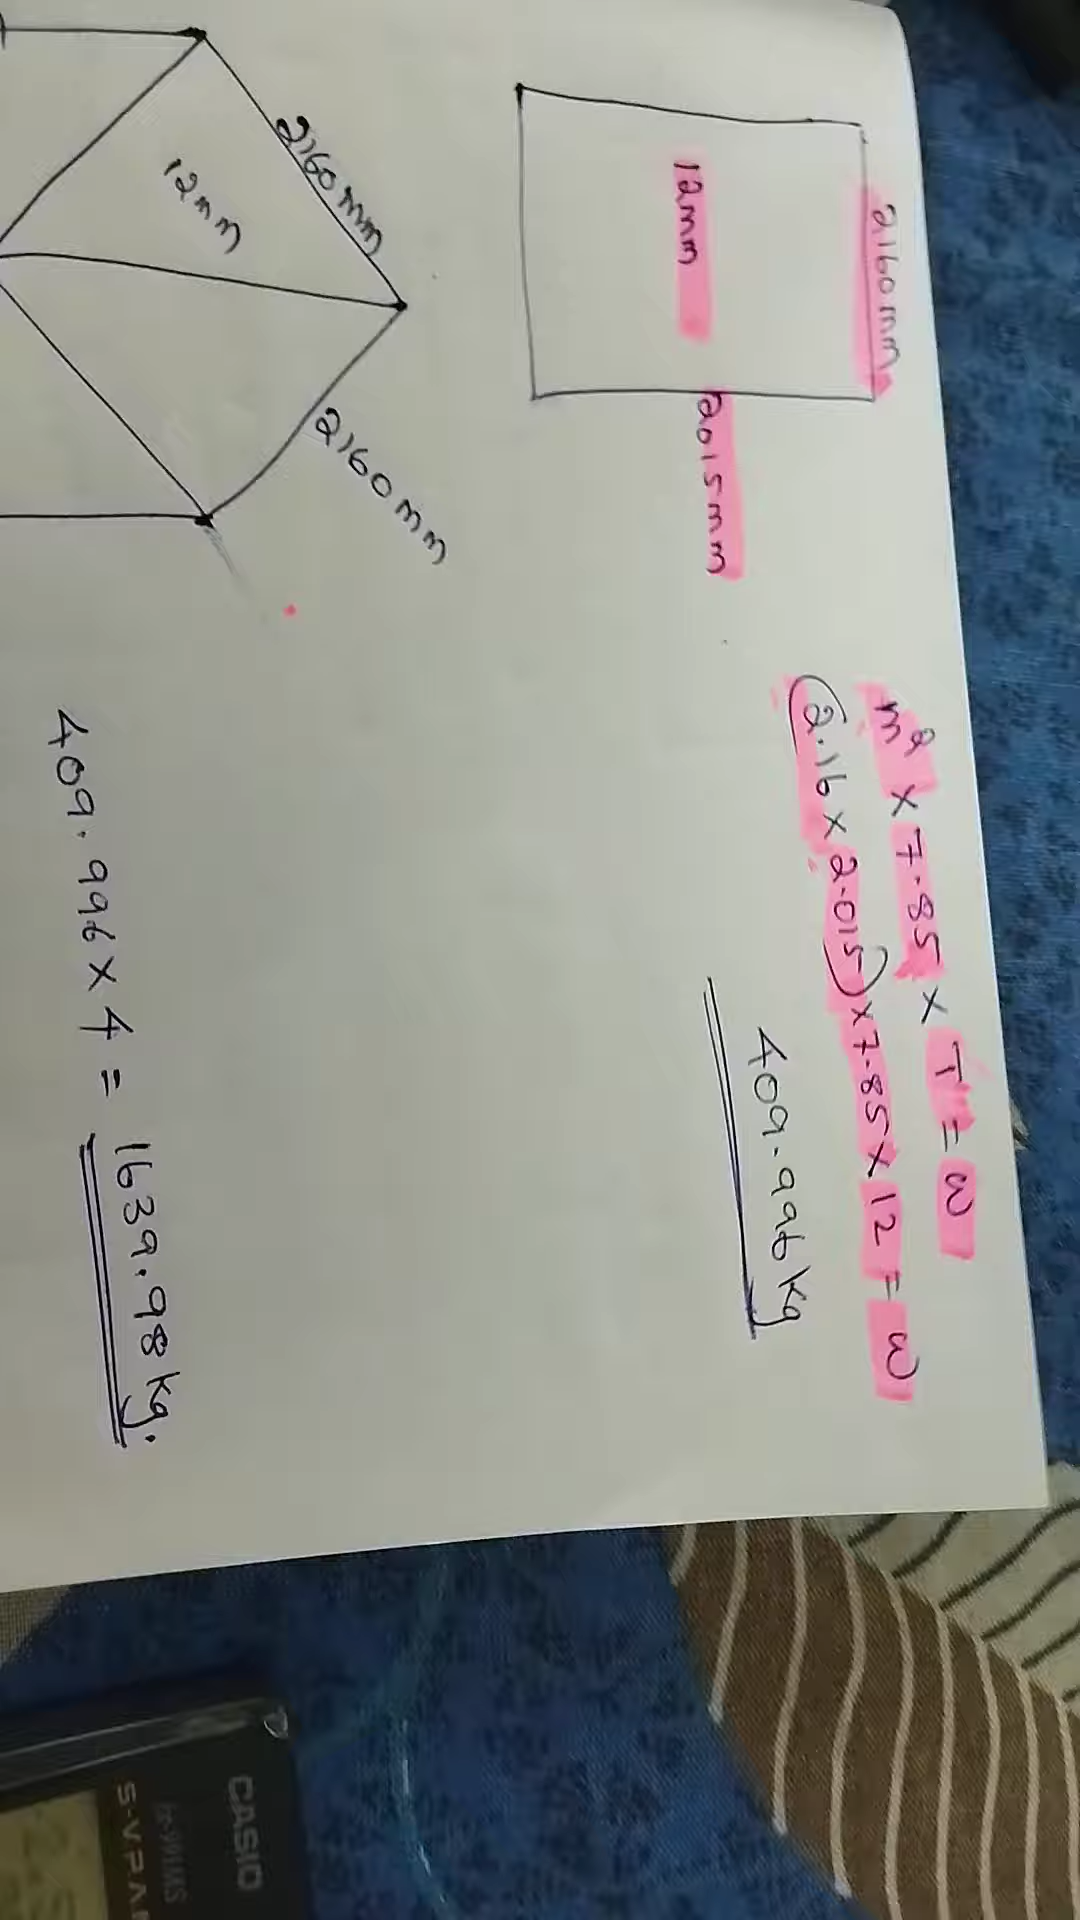 2160mm
12mm
2015mm
m² × 7.85 × T = w
(2.16 × 2.015) × 7.85 × 12 = w
409.996 kg
2160mm
12mm
2160mm
409.996 × 4 = 1639.98 kg.
CASIO
S-V.P.A